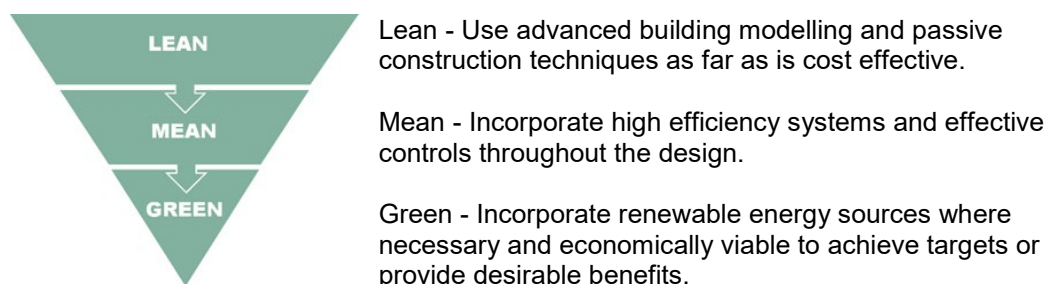 LEAN
MEAN
GREEN
Lean - Use advanced building modelling and passive
construction techniques as far as is cost effective.
Mean - Incorporate high efficiency systems and effective
controls throughout the design.
Green - Incorporate renewable energy sources where
necessary and economically viable to achieve targets or
provide desirable benefits.